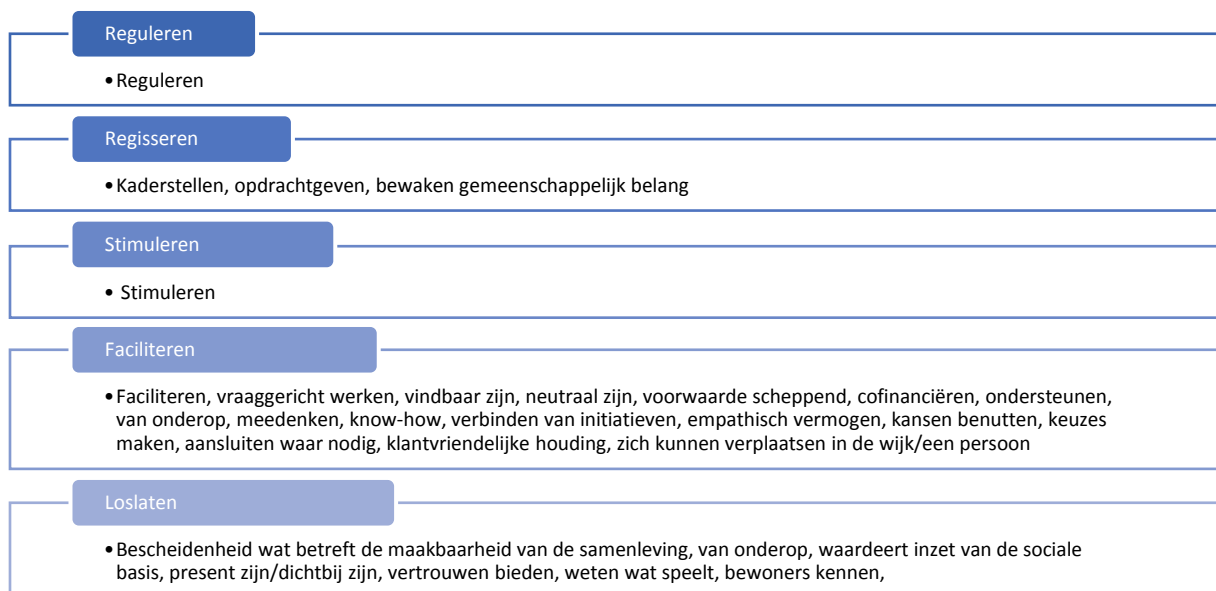 Reguleren
•Reguleren
Regisseren
•Kaderstellen, opdrachtgeven, bewaken gemeenschappelijk belang
Stimuleren
• Stimuleren
Faciliteren
•Faciliteren, vraaggericht werken, vindbaar zijn, neutraal zijn, voorwaarde scheppend, cofinanciëren, ondersteunen,
van onderop, meedenken, know-how, verbinden van initiatieven, empathisch vermogen, kansen benutten, keuzes
maken, aansluiten waar nodig, klantvriendelijke houding, zich kunnen verplaatsen in de wijk/een persoon
Loslaten
•Bescheidenheid wat betreft de maakbaarheid van de samenleving, van onderop, waardeert inzet van de sociale
basis, present zijn/dichtbij zijn, vertrouwen bieden, weten wat speelt, bewoners kennen,